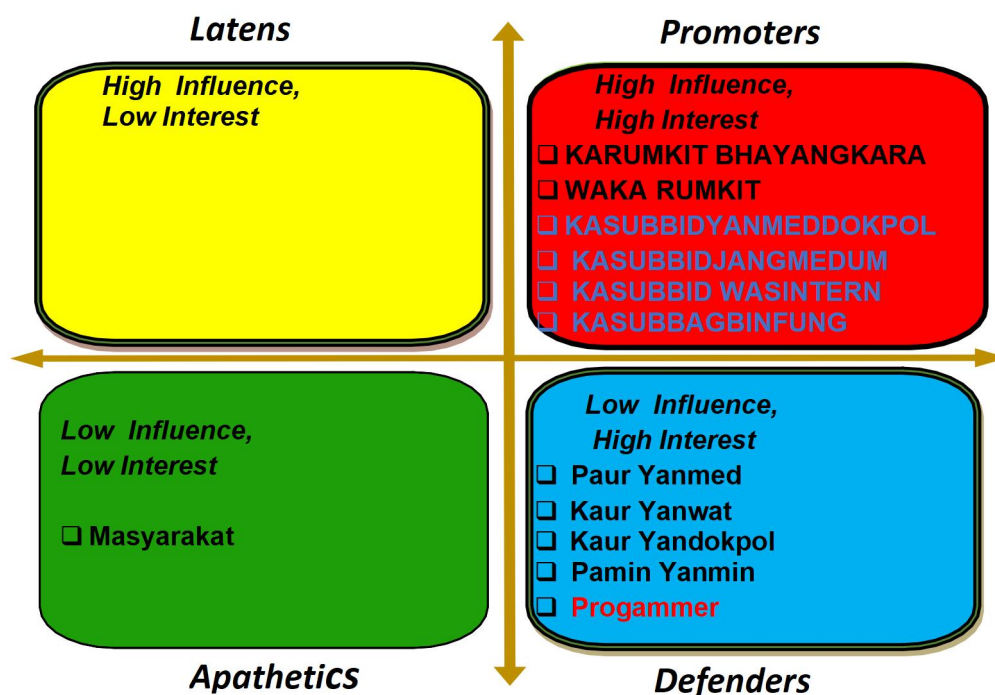 Latens
High Influence,
Low Interest
Promoters
High Influence,
High Interest
❑ KARUMKIT BHAYANGKARA
❑ WAKA RUMKIT
❑ KASUBBIDYANMEDDOKPOL
❑ KASUBBIDJANGMEDUM
❑ KASUBBID WASINTERN
❑ KASUBBAGBINFUNG
Low Influence,
Low Interest
❑ Masyarakat
Apathetics
Low Influence,
High Interest
❑ Paur Yanmed
❑ Kaur Yanwat
❑ Kaur Yandokpol
❑ Pamin Yanmin
❑ Progammer
Defenders